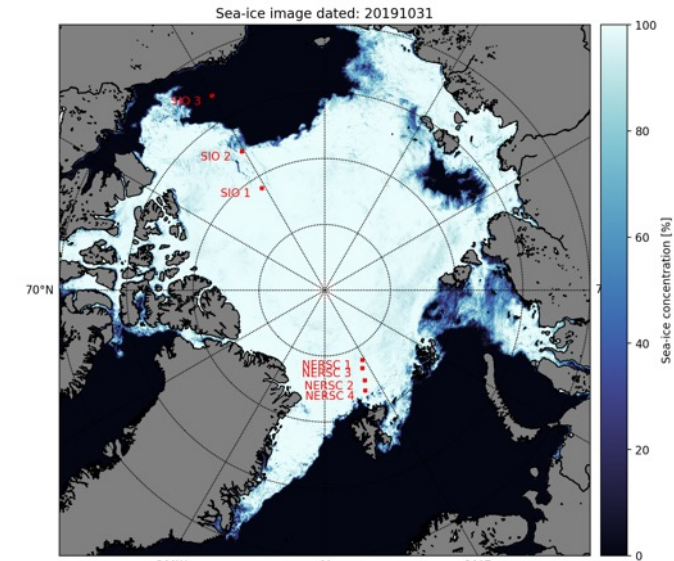 Sea-ice image dated: 20191031
100
SIO 3
SIO 2
80
SIO 1
60
70°N
7
Sea-ice concentration [%]
40
NERSC 1
NERSC 3
NERSC 2
NERSC 4
20
0